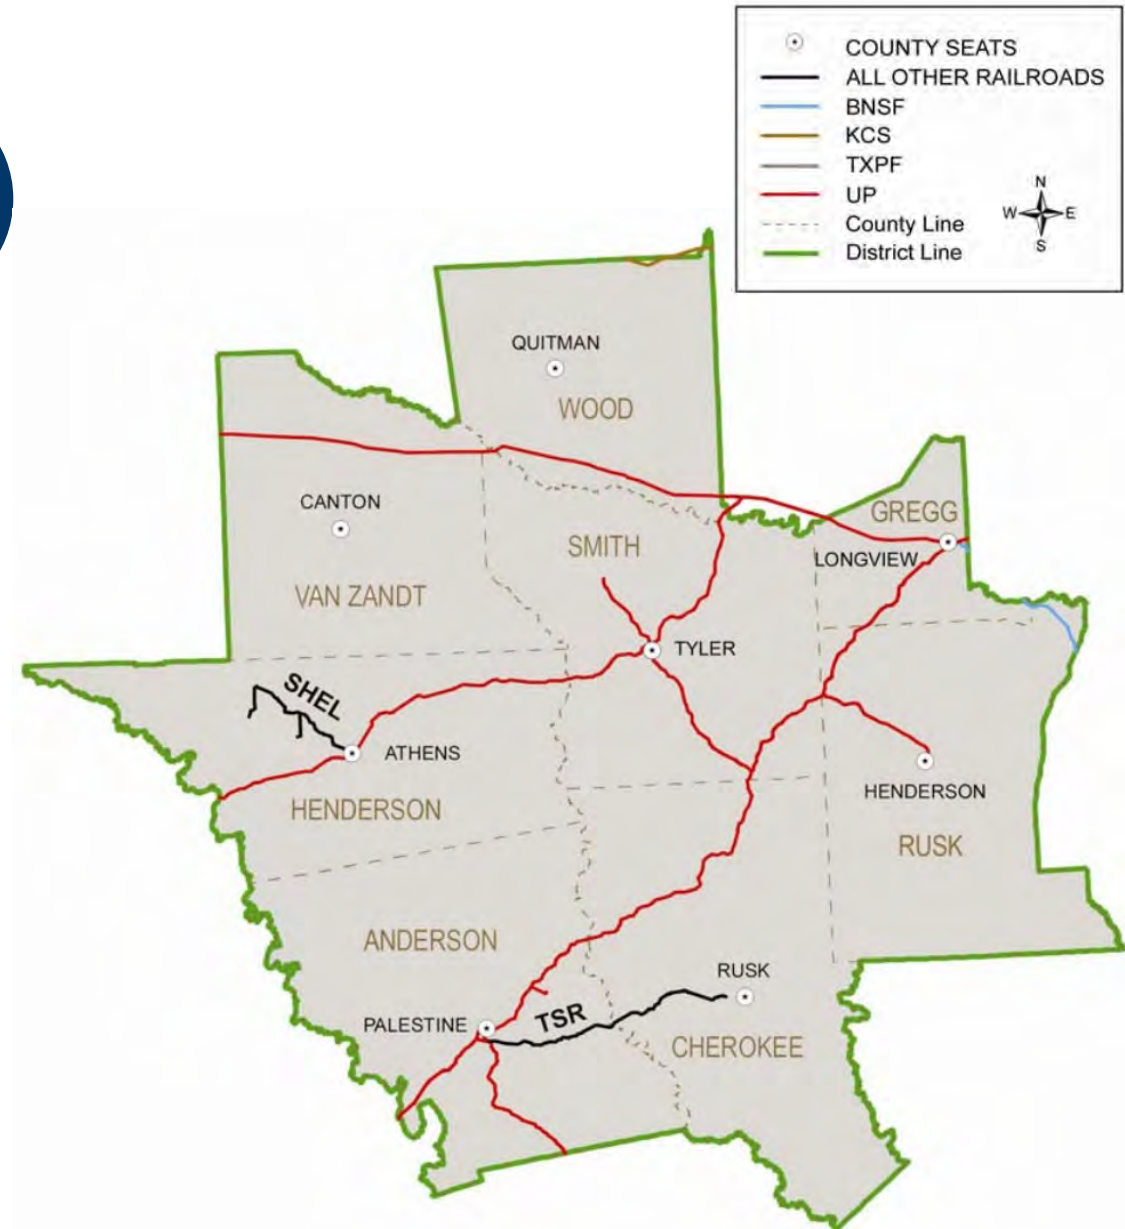 COUNTY SEATS
ALL OTHER RAILROADS
BNSF
KCS
TXPF
UP
County Line
District Line
N
W E
S
QUITMAN
WOOD
CANTON
GREGG
SMITH
LONGVIEW
VAN ZANDT
TYLER
SHEL
ATHENS
HENDERSON
HENDERSON
RUSK
ANDERSON
RUSK
TSR
PALESTINE
CHEROKEE